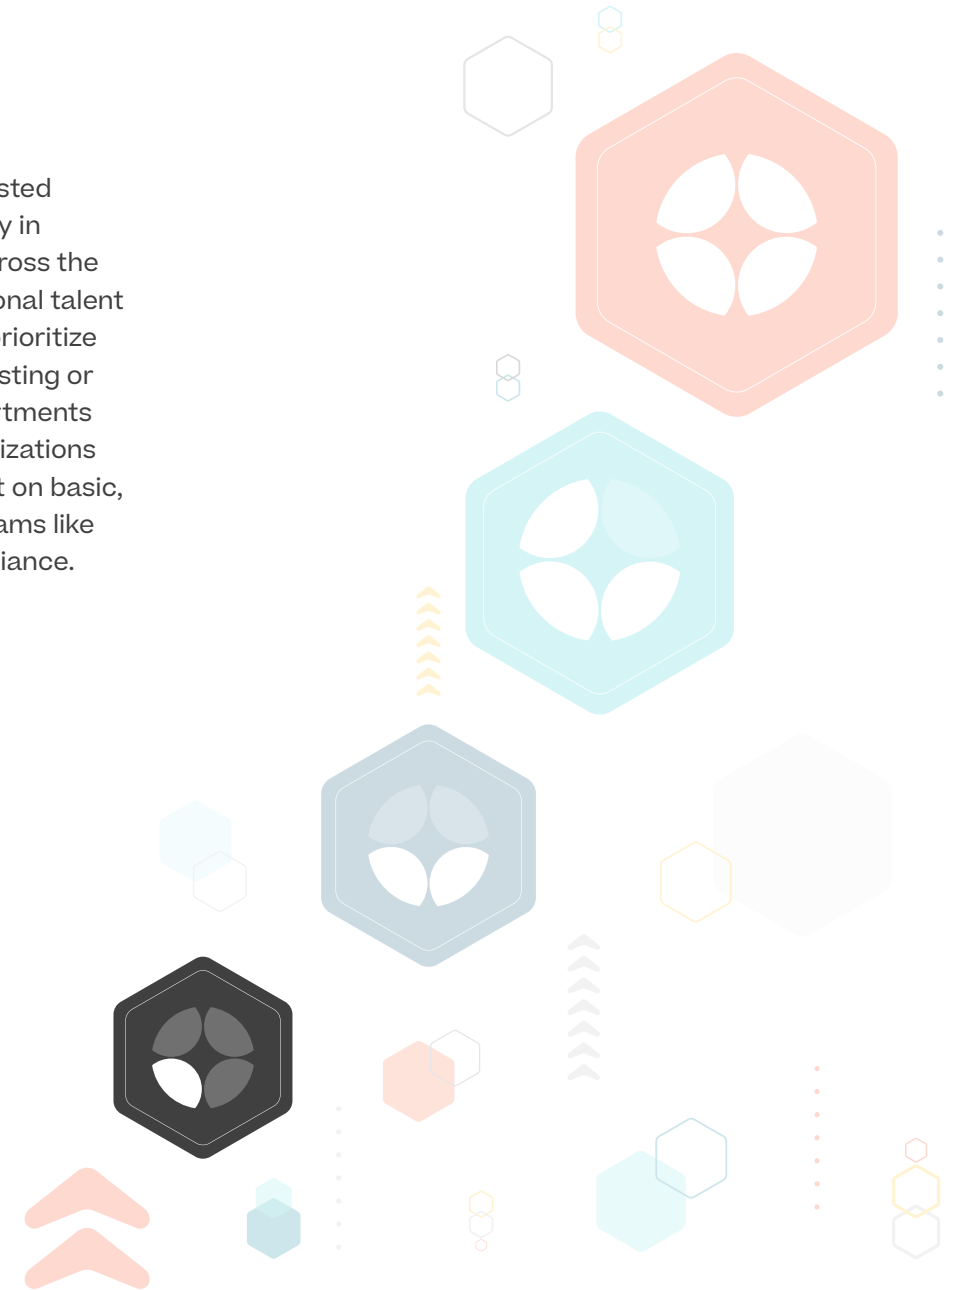 sted
y in
ross the
onal talent
rioritize
sting or
rtments
izations
t on basic,
ams like
iance.